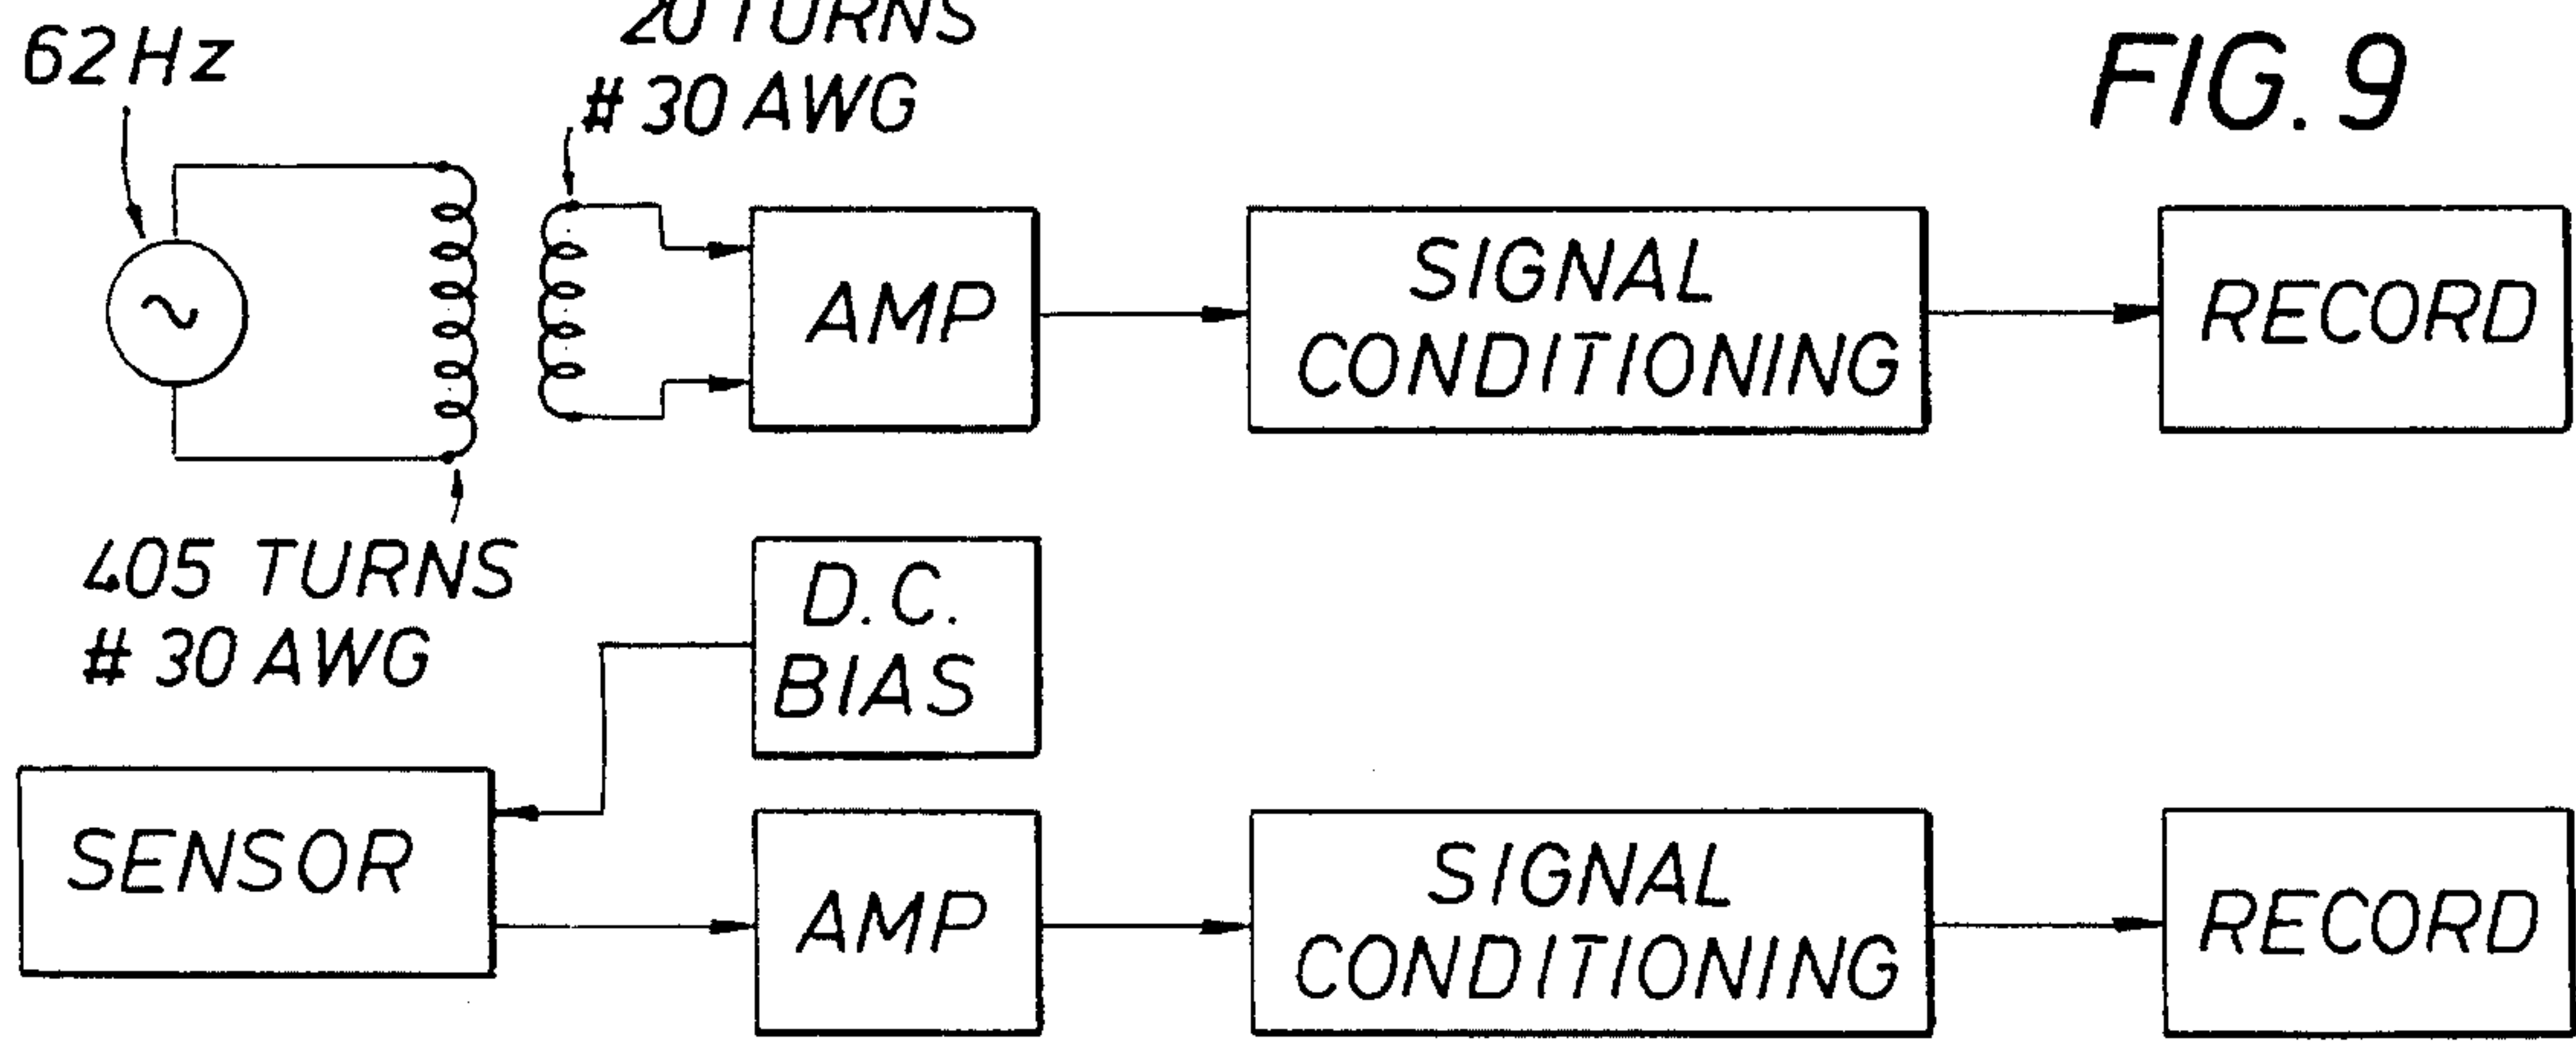 62 Hz
20 TURNS
# 30 AWG
FIG. 9
AMP
SIGNAL
CONDITIONING
RECORD
405 TURNS
# 30 AWG
D.C.
BIAS
SENSOR
AMP
SIGNAL
CONDITIONING
RECORD